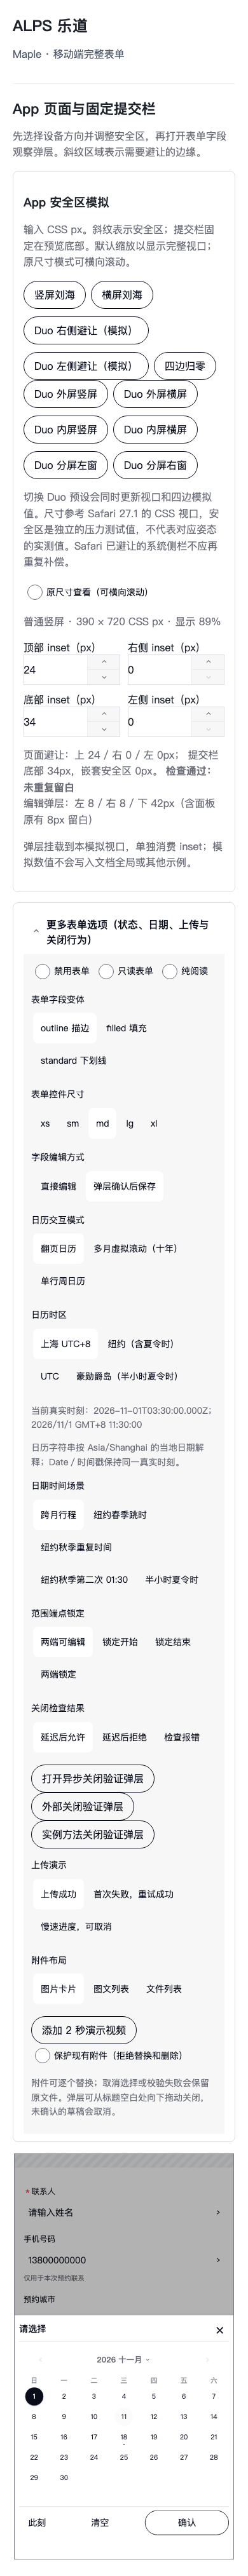 ALPS 乐道
Maple · 移动端完整表单
App 页面与固定提交栏
先选择设备方向并调整安全区，再打开表单字段
观察弹层。斜纹区域表示需要避让的边缘。
App 安全区模拟
输入 CSS px。斜纹表示安全区；提交栏固
定在预览底部。默认缩放以显示完整视口；
原尺寸模式可横向滚动。
竖屏刘海 横屏刘海
Duo 右侧避让（模拟）
Duo 左侧避让（模拟） 四边归零
Duo 外屏竖屏 Duo 外屏横屏
Duo 内屏竖屏 Duo 内屏横屏
Duo 分屏左窗 Duo 分屏右窗
切换 Duo 预设会同时更新视口和四边模拟
值。尺寸参考 Safari 27.1 的 CSS 视口，安
全区是独立的压力测试值，不代表对应姿态
的实测值。Safari 已避让的系统侧栏不应再
重复补偿。
原尺寸查看（可横向滚动）
普通竖屏 · 390 x 720 CSS px · 显示 89%
顶部 inset（px） 右侧 inset（px）
24 0
底部 inset（px） 左侧 inset（px）
34 0
页面避让：上 24 / 右 0 / 左 0px； 提交栏
底部 34px，嵌套安全区 0px。 检查通过：
未重复留白
编辑弹层：左 8 / 右 8 / 下 42px（含面板
原有 8px 留白）
弹层挂载到本模拟视口，单独消费 inset；模
拟数值不会写入文档全局或其他示例。
更多表单选项（状态、日期、上传与
关闭行为）
禁用表单 只读表单 纯阅读
表单字段变体
outline 描边 filled 填充
standard 下划线
表单控件尺寸
xs sm md lg xl
字段编辑方式
直接编辑 弹层确认后保存
日历交互模式
翻页日历 多月虚拟滚动（十年）
单行周日历
日历时区
上海 UTC+8 纽约（含夏令时）
UTC 豪勋爵岛（半小时夏令时）
当前真实时刻：2026-11-01T03:30:00.000Z；
2026/11/1 GMT+8 11:30:00
日历字符串按 Asia/Shanghai 的当地日期解
释；Date / 时间戳保持同一真实时刻。
日期时间场景
跨月行程 纽约春季跳时
纽约秋季重复时间
纽约秋季第二次 01:30 半小时夏令时
范围端点锁定
两端可编辑 锁定开始 锁定结束
两端锁定
关闭检查结果
延迟后允许 延迟后拒绝 检查报错
打开异步关闭验证弹层
外部关闭验证弹层
实例方法关闭验证弹层
上传演示
上传成功 首次失败，重试成功
慢速进度，可取消
附件布局
图片卡片 图文列表 文件列表
添加 2 秒演示视频
保护现有附件（拒绝替换和删除）
附件可逐个替换；取消选择或校验失败会保留
原文件。弹层可从标题空白处向下拖动关闭，
未确认的草稿会取消。
* 联系人
请输入姓名
手机号码
13800000000
仅用于本次预约联系
预约城市
请选择
2026 十一月
日 一 二 三 四 五 六
1 2 3 4 5 6 7
8 9 10 11 12 13 14
15 16 17 18 19 20 21
22 23 24 25 26 27 28
29 30
此刻 清空 确认